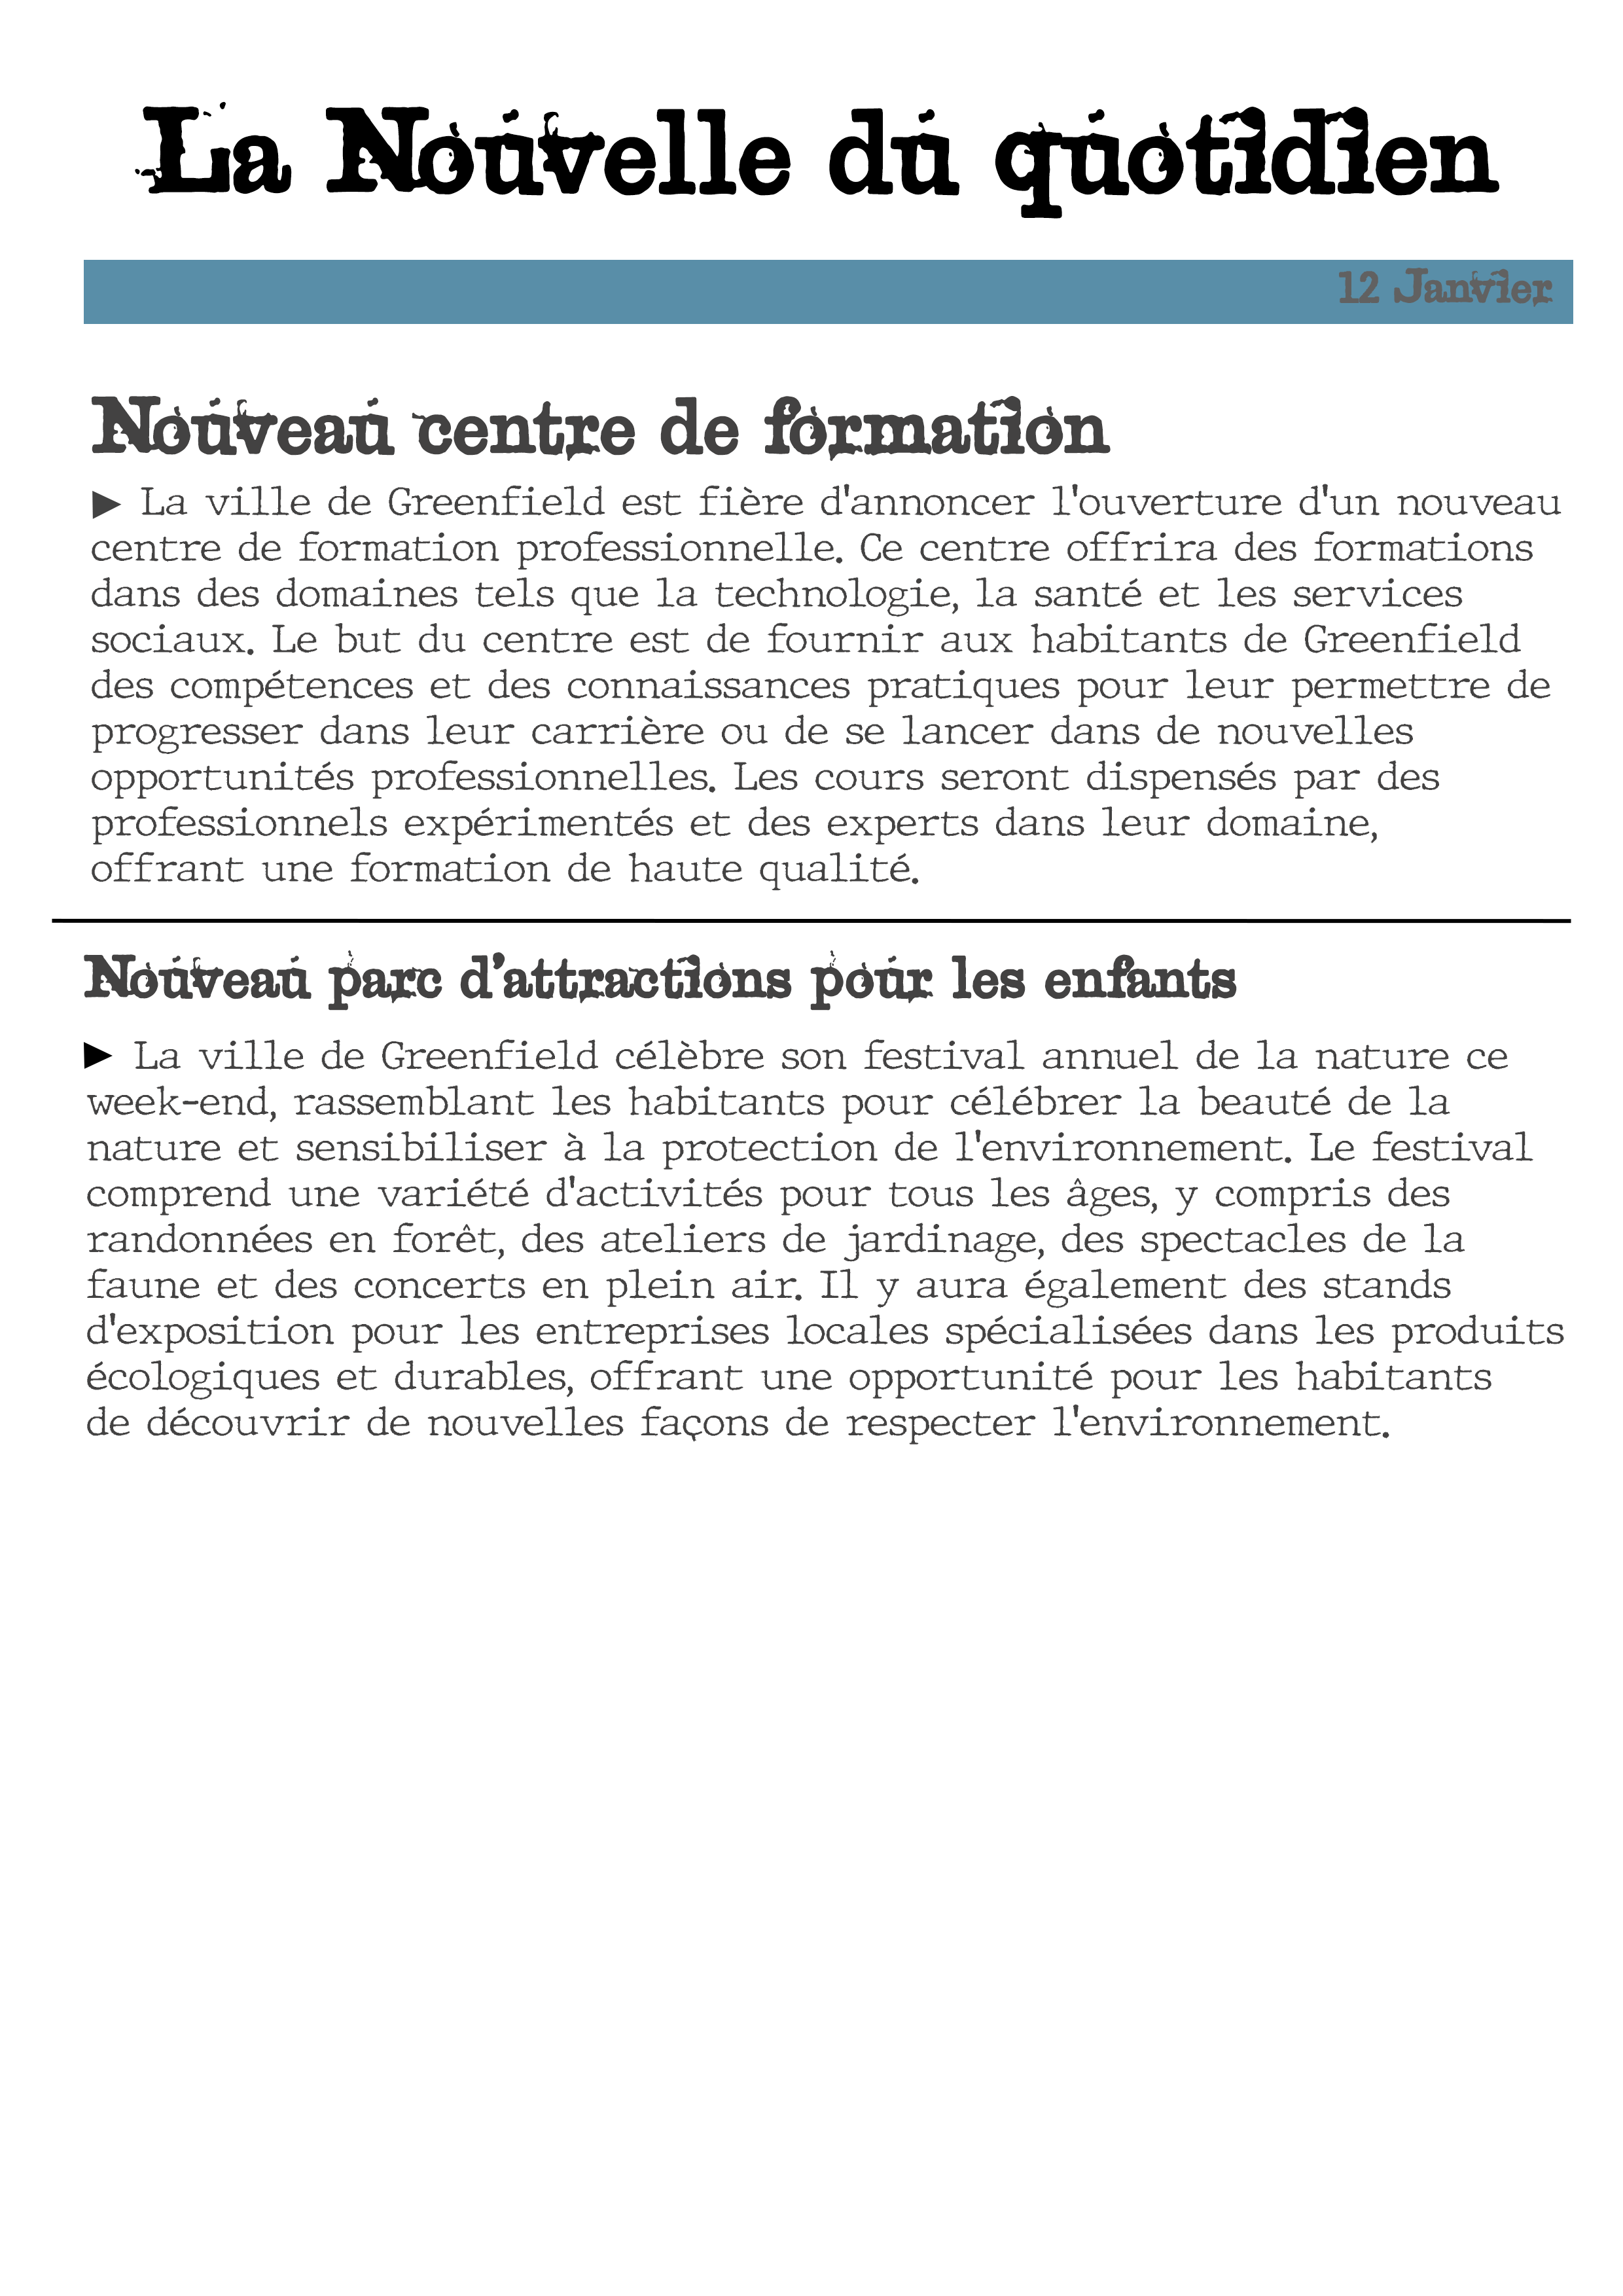 La Nouvelle du quotidien
12 Janvier
Nouveau centre de formation
► La ville de Greenfield est fière d'annoncer l'ouverture d'un nouveau
centre de formation professionnelle. Ce centre offrira des formations
dans des domaines tels que la technologie, la santé et les services
sociaux. Le but du centre est de fournir aux habitants de Greenfield
des compétences et des connaissances pratiques pour leur permettre de
progresser dans leur carrière ou de se lancer dans de nouvelles
opportunités professionnelles. Les cours seront dispensés par des
professionnels expérimentés et des experts dans leur domaine,
offrant une formation de haute qualité.
Nouveau parc d'attractions pour les enfants
► La ville de Greenfield célèbre son festival annuel de la nature ce
week-end, rassemblant les habitants pour célébrer la beauté de la
nature et sensibiliser à la protection de l'environnement. Le festival
comprend une variété d'activités pour tous les âges, y compris des
randonnées en forêt, des ateliers de jardinage, des spectacles de la
faune et des concerts en plein air. Il y aura également des stands
d'exposition pour les entreprises locales spécialisées dans les produits
écologiques et durables, offrant une opportunité pour les habitants
de découvrir de nouvelles façons de respecter l'environnement.